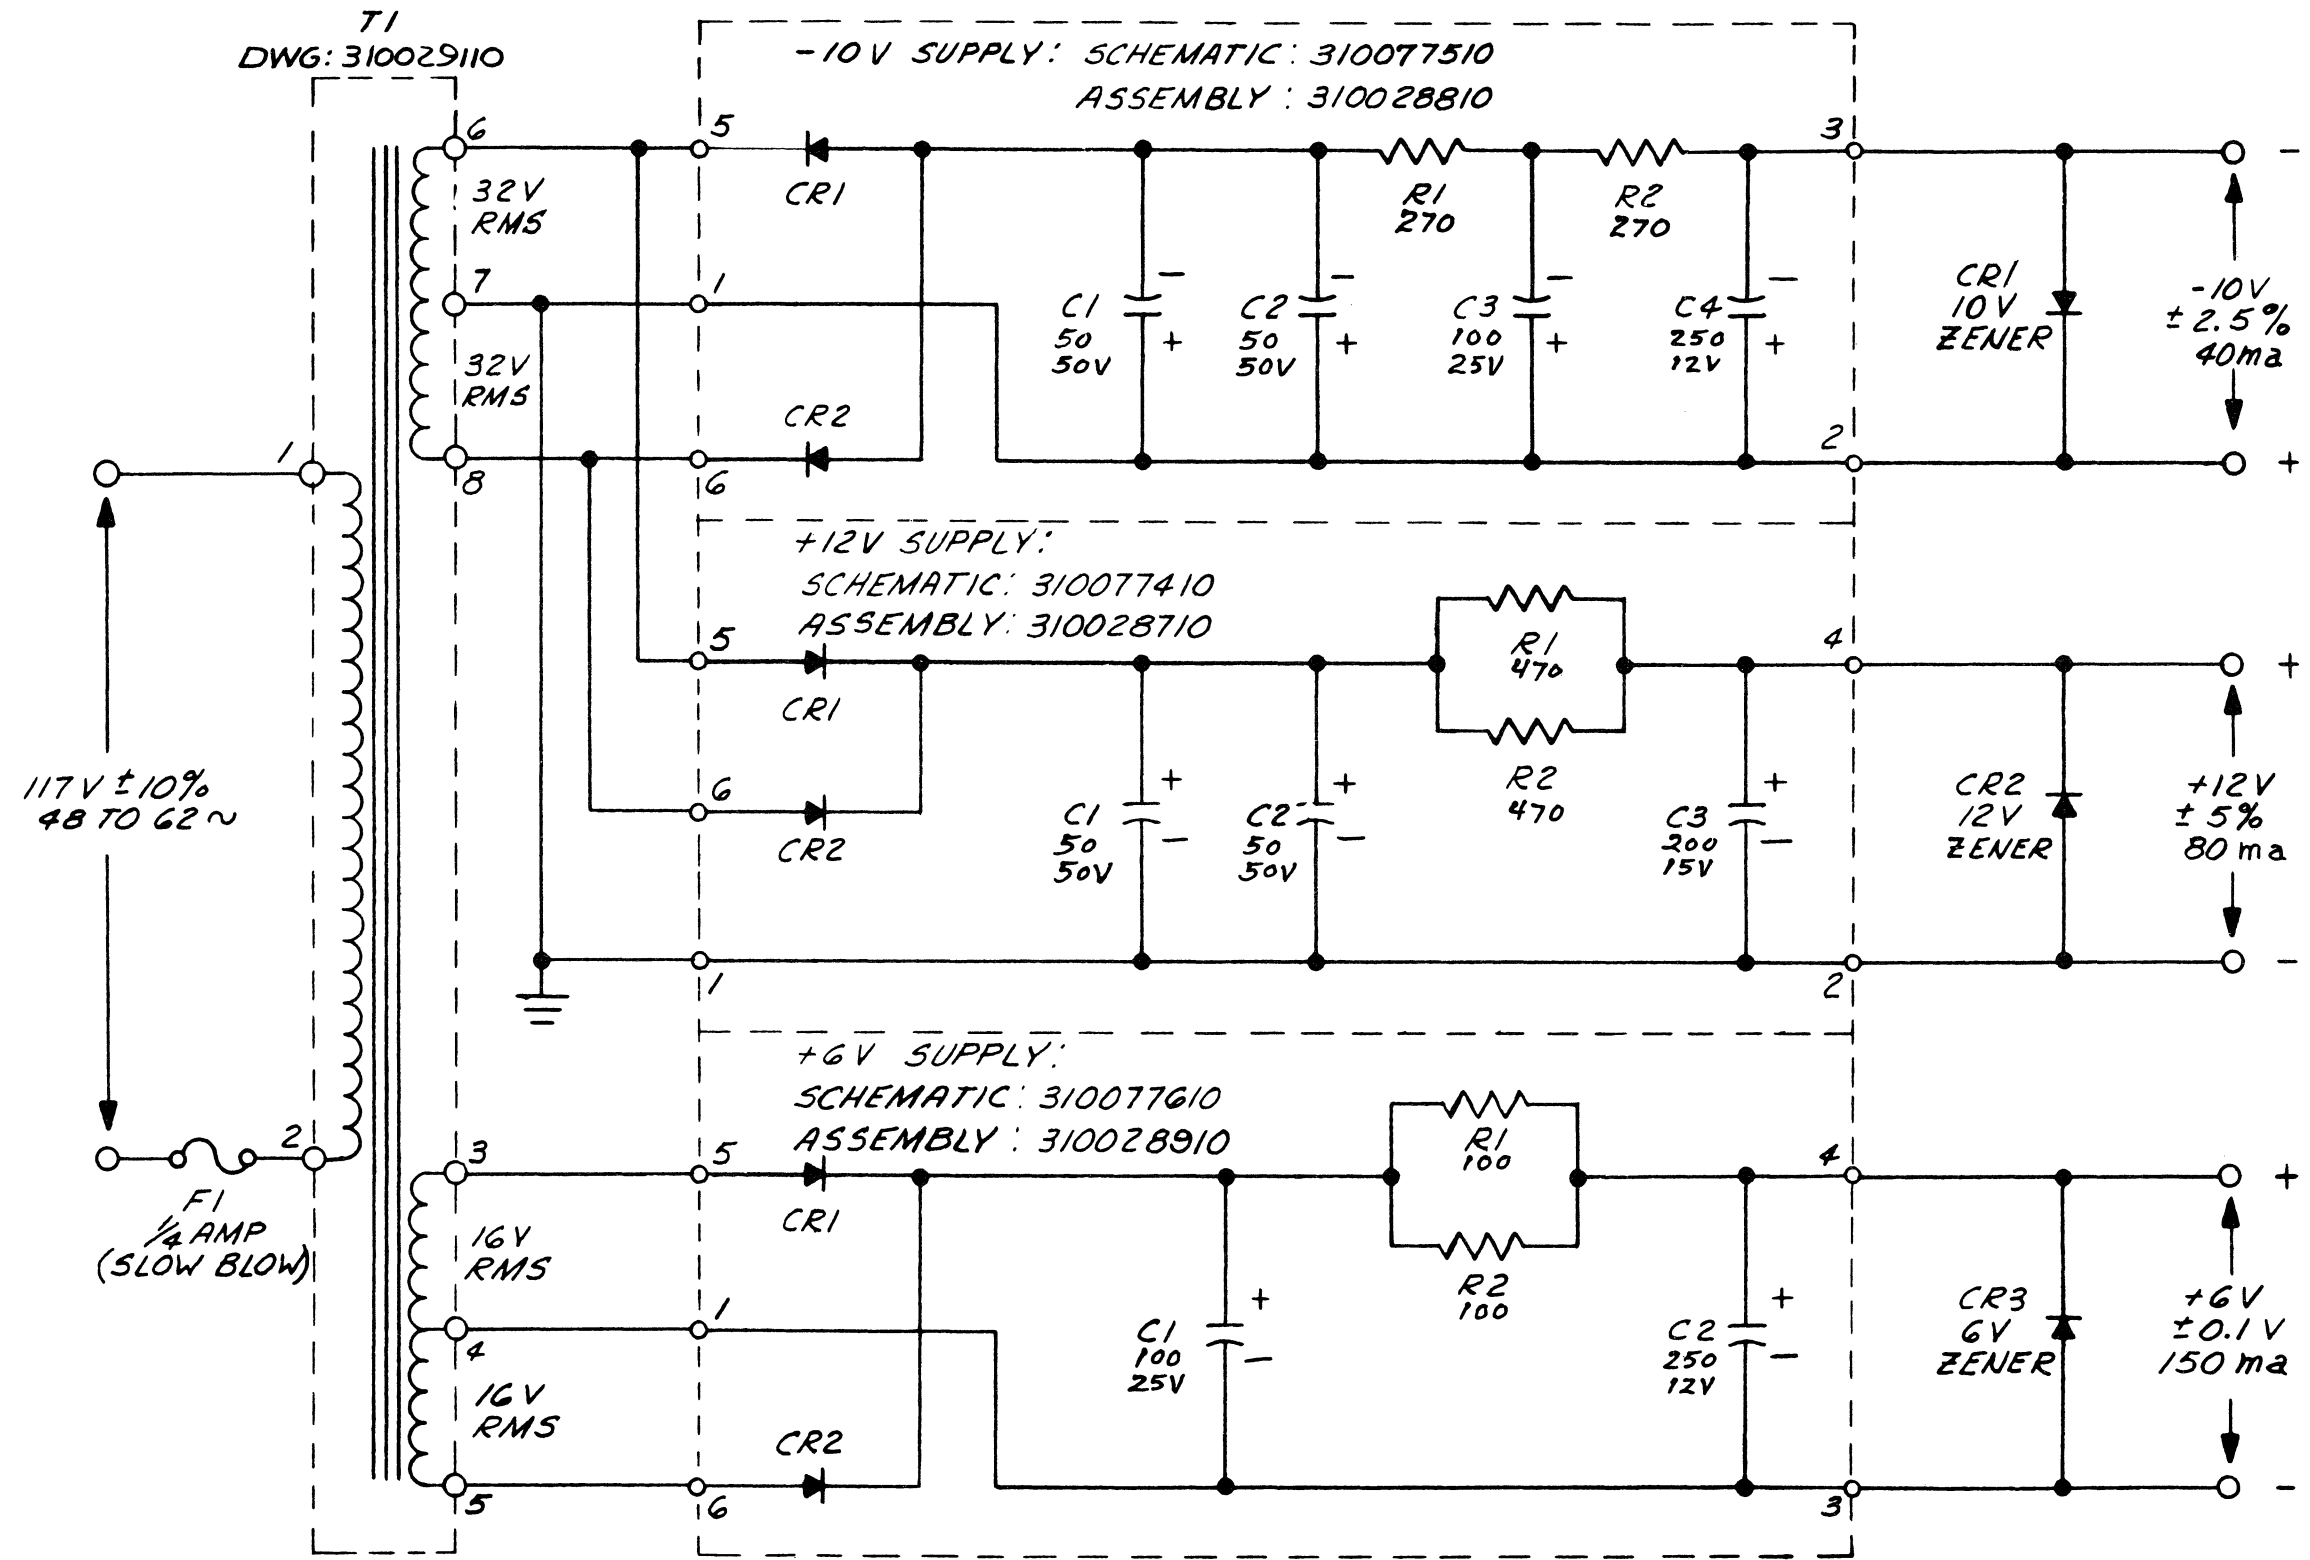 T1
DWG: 310029110
-10V SUPPLY: SCHEMATIC: 310077510
ASSEMBLY: 310028810
6
32V
RMS
7
32V
RMS
8
5
CR1
1
CR2
6
C1
50
50V
-
+
C2
50
50V
-
+
R1
270
C3
100
25V
-
+
R2
270
C4
250
12V
-
+
3
2
CR1
10V
ZENER
-
-10V
± 2.5%
40ma
+
1
117V ± 10%
48 TO 62 ~
2
F1
1/4 AMP
(SLOW BLOW)
+12V SUPPLY:
SCHEMATIC: 310077410
ASSEMBLY: 310028710
5
CR1
6
CR2
1
C1
50
50V
+
-
C2
50
50V
+
-
R1
470
R2
470
C3
200
15V
+
-
4
2
CR2
12V
ZENER
+
+12V
± 5%
80 ma
-
+6V SUPPLY:
SCHEMATIC: 310077610
ASSEMBLY: 310028910
3
16V
RMS
4
16V
RMS
5
5
CR1
1
CR2
6
C1
100
25V
+
-
R1
100
R2
100
C2
250
12V
+
-
4
3
CR3
6V
ZENER
+
+6V
±0.1V
150 ma
-